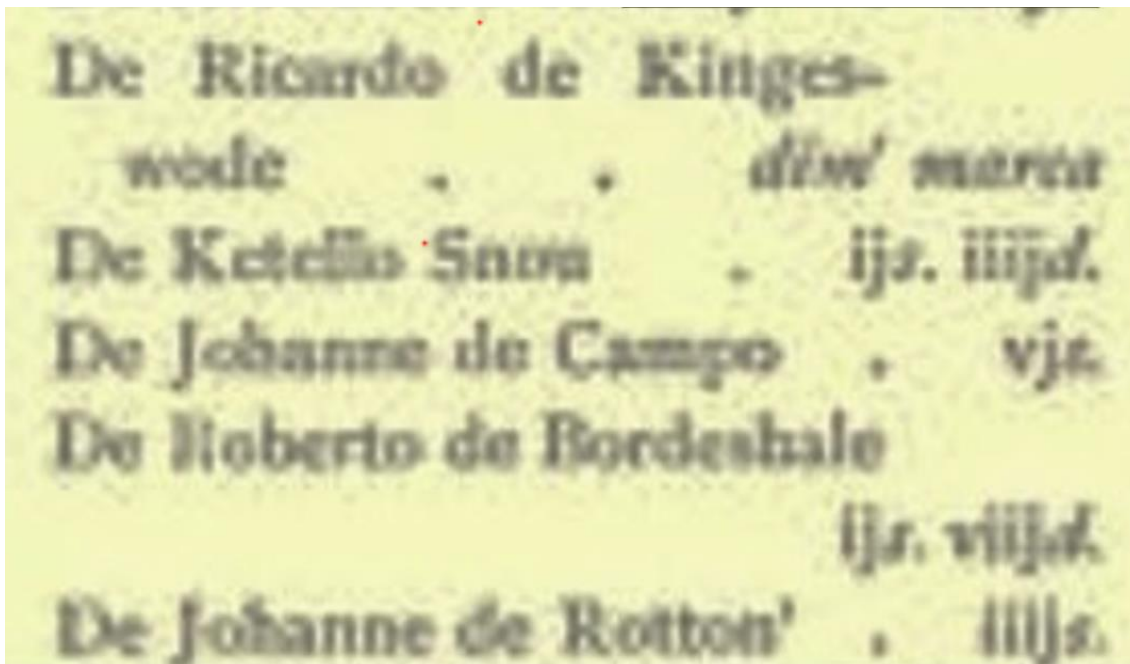 De Ricardo de Kinges-
wode . . dim' marca
De Ketello Snou . ijs. iiijd.
De Johanne de Campo . vjs.
De Roberto de Bordeshale
ijs. viijd.
De Johanne de Rotton' . iiijs.